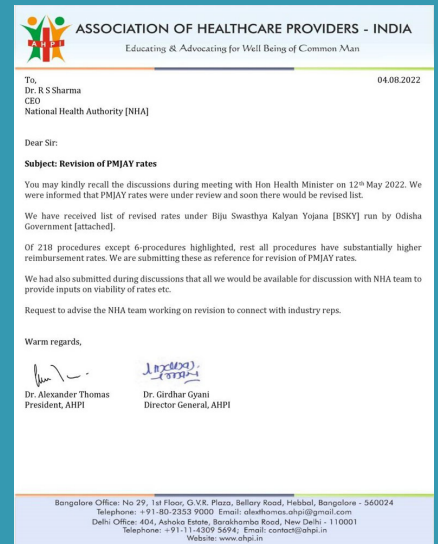 AHPI
ASSOCIATION OF HEALTHCARE PROVIDERS - INDIA
Educating & Advocating for Well Being of Common Man
To,
04.08.2022
Dr. R S Sharma
CEO
National Health Authority [NHA]
Dear Sir:
Subject: Revision of PMJAY rates
You may kindly recall the discussions during meeting with Hon Health Minister on 12th May 2022. We
were informed that PMJAY rates were under review and soon there would be revised list.
We have received list of revised rates under Biju Swasthya Kalyan Yojana [BSKY] run by Odisha
Government [attached].
Of 218 procedures except 6-procedures highlighted, rest all procedures have substantially higher
reimbursement rates. We are submitting these as reference for revision of PMJAY rates.
We had also submitted during discussions that all we would be available for discussion with NHA team to
provide inputs on viability of rates etc.
Request to advise the NHA team working on revision to connect with industry reps.
Warm regards,
Dr. Alexander Thomas
Dr. Girdhar Gyani
President, AHPI
Director General, AHPI
Bangalore Office: No 29, 1st Floor, G.V.R. Plaza, Bellary Road, Hebbal, Bangalore - 560024
Telephone: +91-80-2353 9000 Email: alexthomas.ahpi@gmail.com
Delhi Office: 404, Ashoka Estate, Barakhamba Road, New Delhi - 110001
Telephone: +91-11-4309 5694; Email: contact@ahpi.in
Website: www.ahpi.in